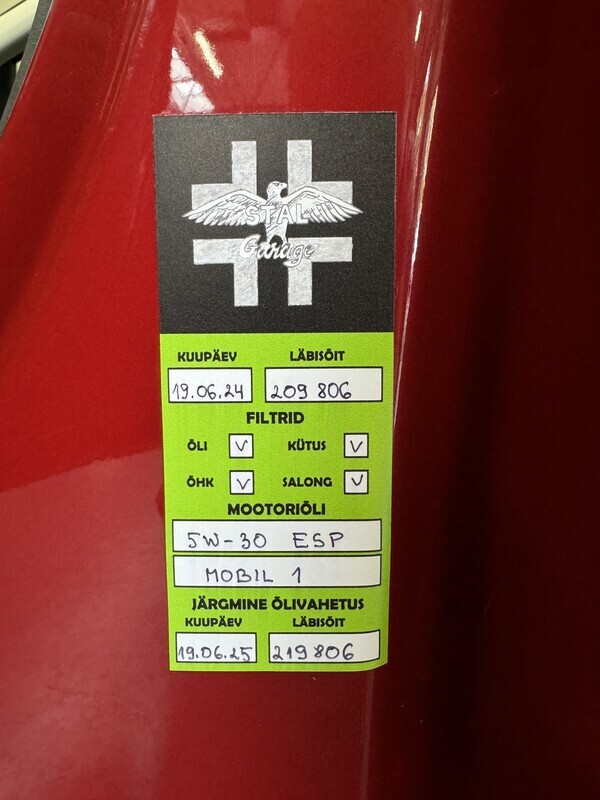 STAL
Garage
KUUPÄEV LÄBISÕIT
19.06.24 209 806
FILTRID
ÕLI V KÜTUS V
ÕHK V SALONG V
MOOTORIÕLI
5W-30 ESP
MOBIL 1
JÄRGMINE ÕLIVAHETUS
KUUPÄEV LÄBISÕIT
19.06.25 219 806